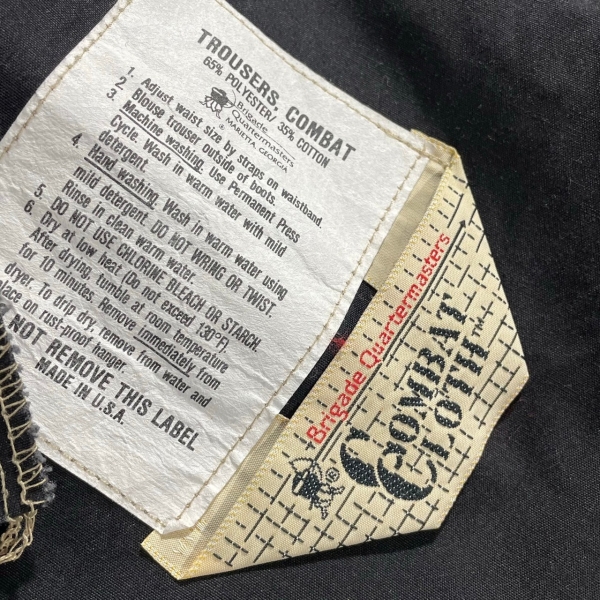 TROUSERS, COMBAT
65% POLYESTER/ 35% COTTON
Brigade
Quartermasters
® MARIETTA, GEORGIA
1. Adjust waist size by straps on waistband.
2. Blouse trouser outside of boots.
3. Machine washing. Use Permanent Press
Cycle. Wash in warm water with mild
detergent.
4. Hand washing. Wash in warm water using
mild detergent. DO NOT WRING OR TWIST.
Rinse in clean warm water.
5. DO NOT USE CHLORINE BLEACH OR STARCH.
6. Dry at low heat (Do not exceed 130°F).
After drying, tumble at room temperature
for 10 minutes. Remove immediately from
dryer. To drip dry, remove from water and
place on rust-proof hanger.
NOT REMOVE THIS LABEL
MADE IN U.S.A.
Brigade Quartermasters
®
COMBAT
CLOTH™